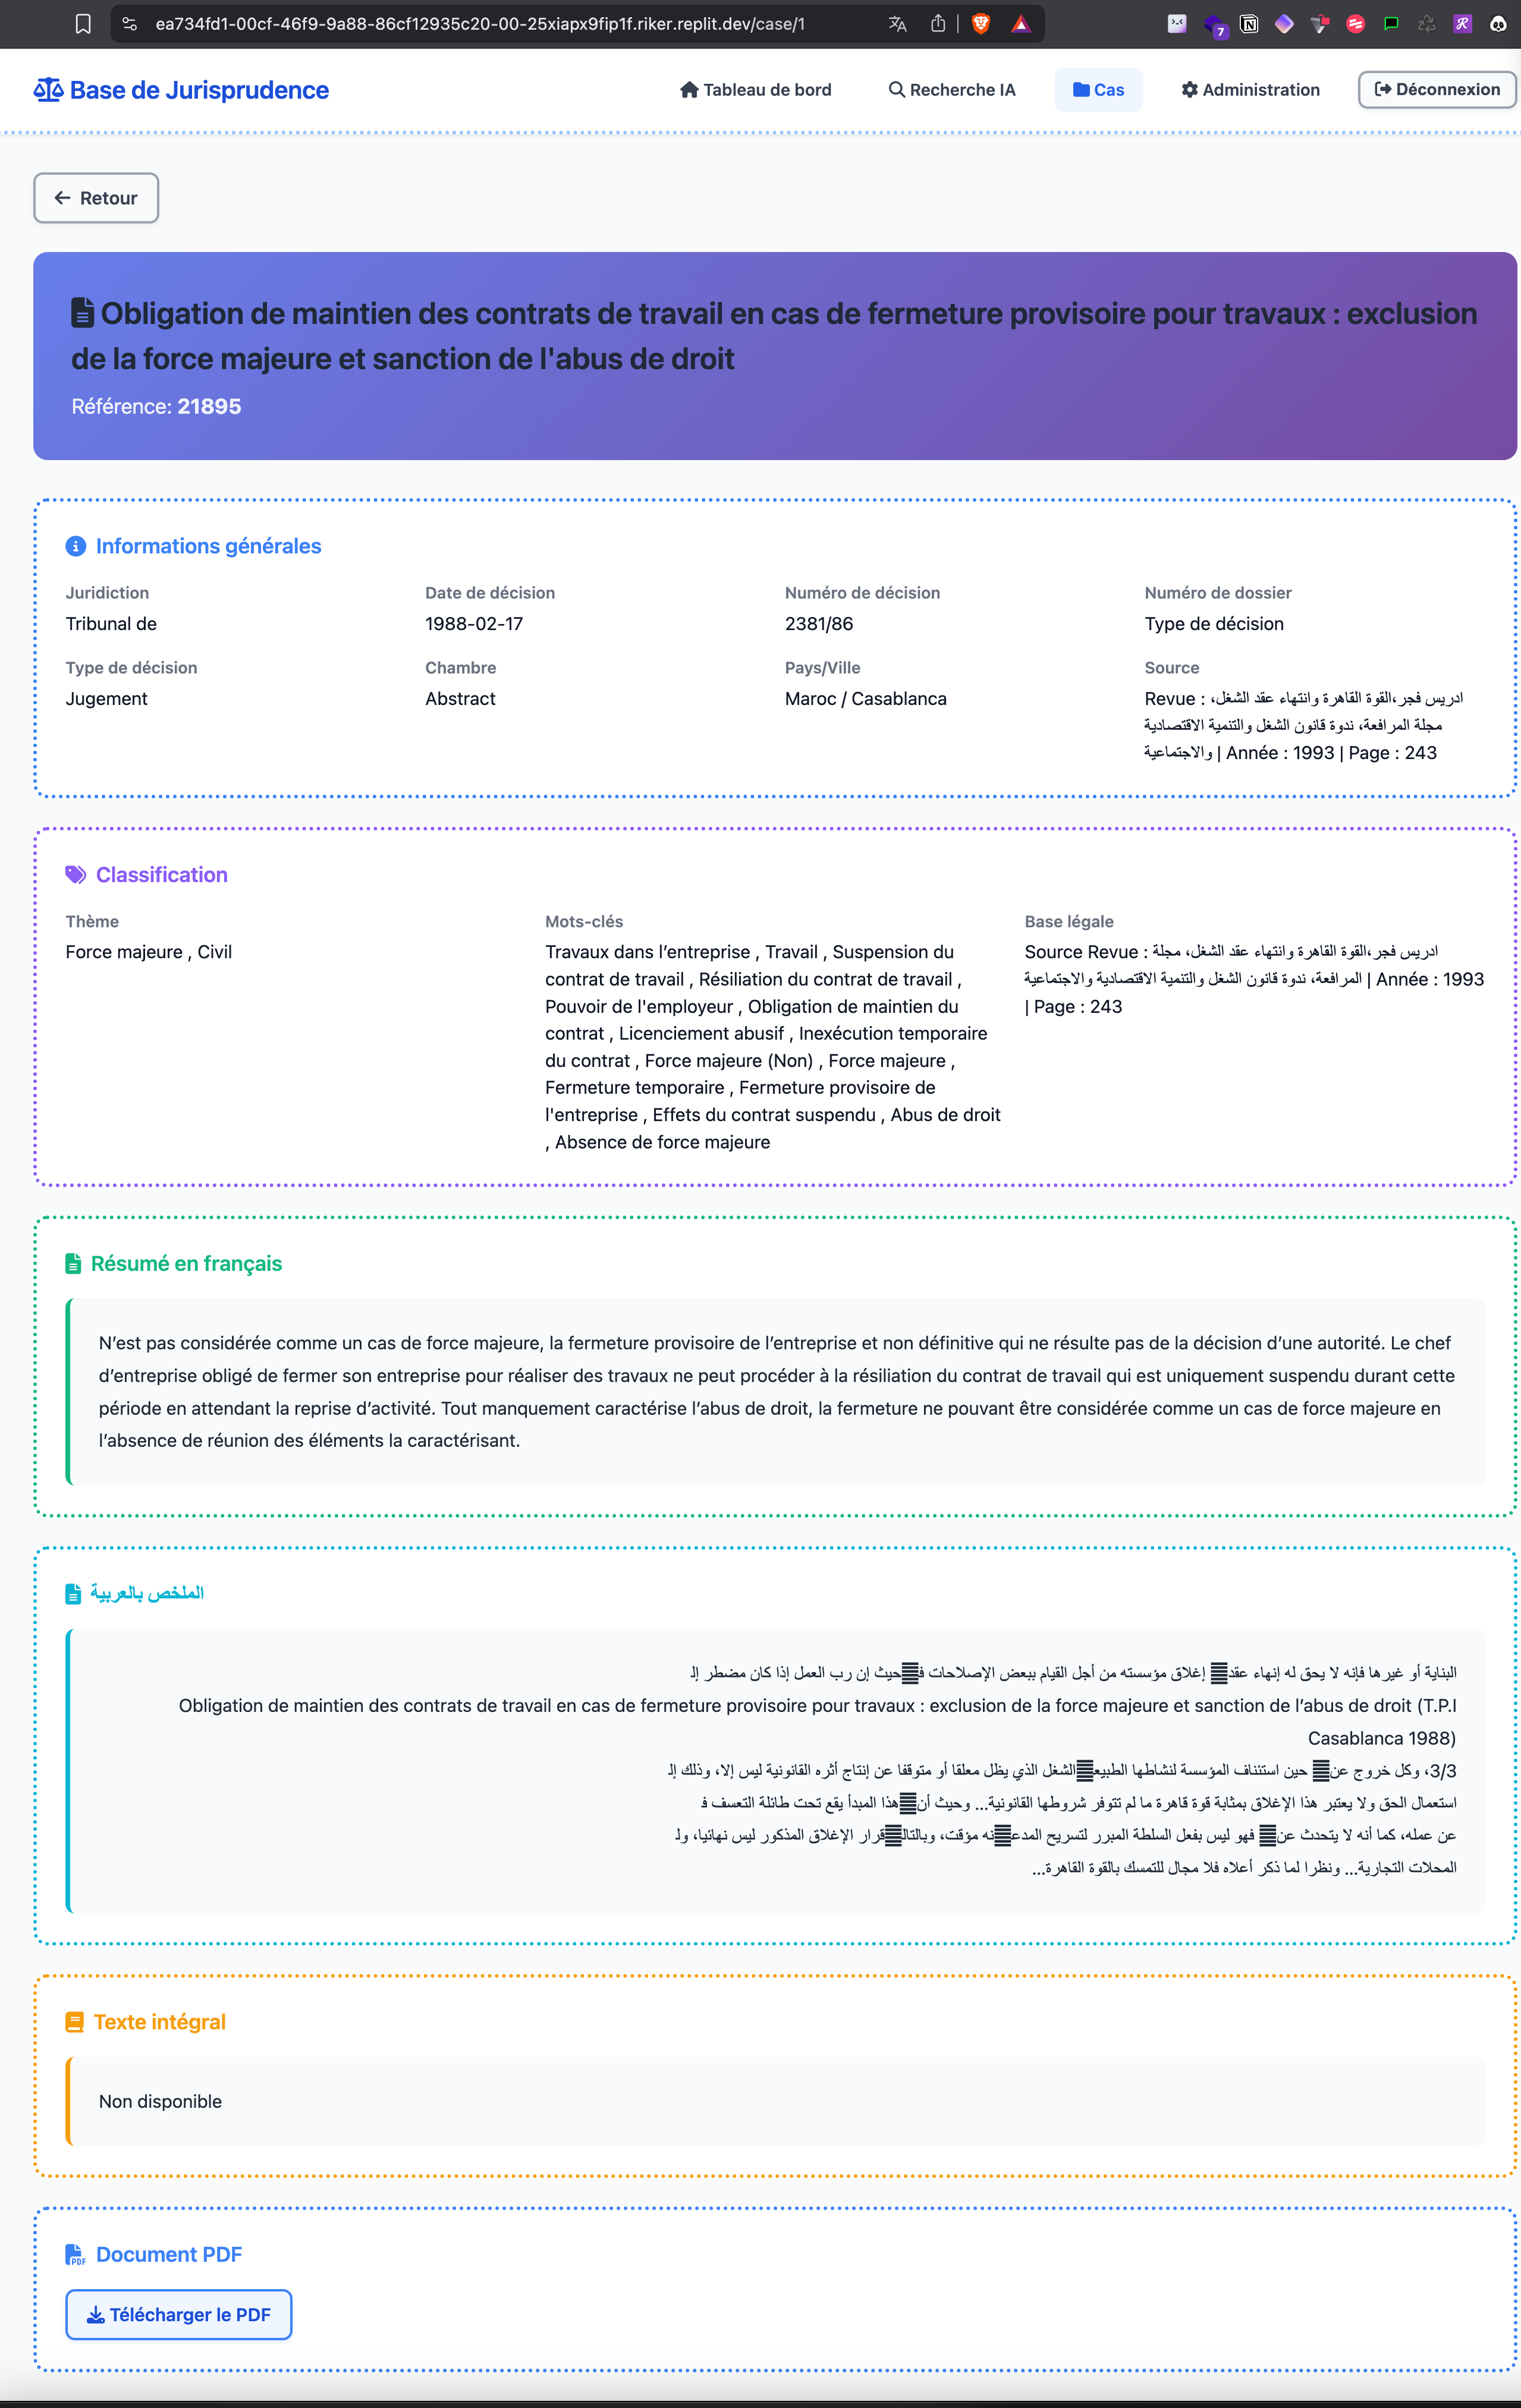 ea734fd1-00cf-46f9-9a88-86cf12935c20-00-25xiapx9fip1f.riker.replit.dev/case/1
7
Base de Jurisprudence
Tableau de bord
Recherche IA
Cas
Administration
Déconnexion
Retour
Obligation de maintien des contrats de travail en cas de fermeture provisoire pour travaux : exclusion
de la force majeure et sanction de l'abus de droit
Référence: 21895
Informations générales
Juridiction
Tribunal de
Date de décision
1988-02-17
Numéro de décision
2381/86
Numéro de dossier
Type de décision
Type de décision
Jugement
Chambre
Abstract
Pays/Ville
Maroc / Casablanca
Source
Revue : ادريس فجر،القوة القاهرة وانتهاء عقد الشغل،
مجلة المرافعة، ندوة قانون الشغل والتنمية الاقتصادية
والاجتماعية | Année : 1993 | Page : 243
Classification
Thème
Force majeure , Civil
Mots-clés
Travaux dans l’entreprise , Travail , Suspension du
contrat de travail , Résiliation du contrat de travail ,
Pouvoir de l'employeur , Obligation de maintien du
contrat , Licenciement abusif , Inexécution temporaire
du contrat , Force majeure (Non) , Force majeure ,
Fermeture temporaire , Fermeture provisoire de
l'entreprise , Effets du contrat suspendu , Abus de droit
, Absence de force majeure
Base légale
Source Revue : ادريس فجر،القوة القاهرة وانتهاء عقد الشغل، مجلة
المرافعة، ندوة قانون الشغل والتنمية الاقتصادية والاجتماعية | Année : 1993
| Page : 243
Résumé en français
N’est pas considérée comme un cas de force majeure, la fermeture provisoire de l’entreprise et non définitive qui ne résulte pas de la décision d’une autorité. Le chef
d’entreprise obligé de fermer son entreprise pour réaliser des travaux ne peut procéder à la résiliation du contrat de travail qui est uniquement suspendu durant cette
période en attendant la reprise d’activité. Tout manquement caractérise l’abus de droit, la fermeture ne pouvant être considérée comme un cas de force majeure en
l’absence de réunion des éléments la caractérisant.
الملخص بالعربية
البناية أو غيرها فإنه لا يحق له إنهاء عقد إغلاق مؤسسته من أجل القيام ببعض الإصلاحات ف حيث إن رب العمل إذا كان مضطر إل
Obligation de maintien des contrats de travail en cas de fermeture provisoire pour travaux : exclusion de la force majeure et sanction de l’abus de droit (T.P.I
Casablanca 1988)
3/3، وكل خروج عن حين استئناف المؤسسة لنشاطها الطبيع الشغل الذي يظل معلقا أو متوقفا عن إنتاج أثره القانونية ليس إلا، وذلك إل
استعمال الحق ولا يعتبر هذا الإغلاق بمثابة قوة قاهرة ما لم تتوفر شروطها القانونية... وحيث أن هذا المبدأ يقع تحت طائلة التعسف ف
عن عمله، كما أنه لا يتحدث عن فهو ليس بفعل السلطة المبرر لتسريح المدع نه مؤقت، وبالتال قرار الإغلاق المذكور ليس نهائيا، ول
المحلات التجارية... ونظرا لما ذكر أعلاه فلا مجال للتمسك بالقوة القاهرة...
Texte intégral
Non disponible
Document PDF
Télécharger le PDF